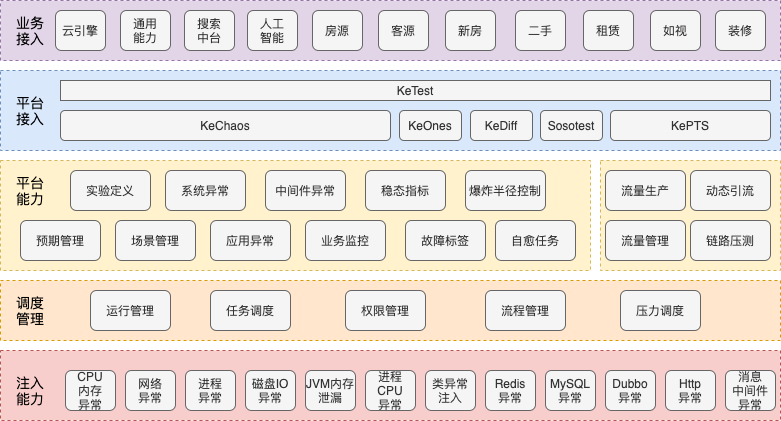 业务
接入
云引擎
通用
能力
搜索
中台
人工
智能
房源
客源
新房
二手
租赁
如视
装修
平台
接入
KeTest
KeChaos
KeOnes
KeDiff
Sosotest
KePTS
平台
能力
实验定义
系统异常
中间件异常
稳态指标
爆炸半径控制
预期管理
场景管理
应用异常
业务监控
故障标签
自愈任务
流量生产
动态引流
流量管理
链路压测
调度
管理
运行管理
任务调度
权限管理
流程管理
压力调度
注入
能力
CPU
内存
异常
网络
异常
进程
异常
磁盘IO
异常
JVM内存
泄漏
进程
CPU
异常
类异常
注入
Redis
异常
MySQL
异常
Dubbo
异常
Http
异常
消息
中间件
异常